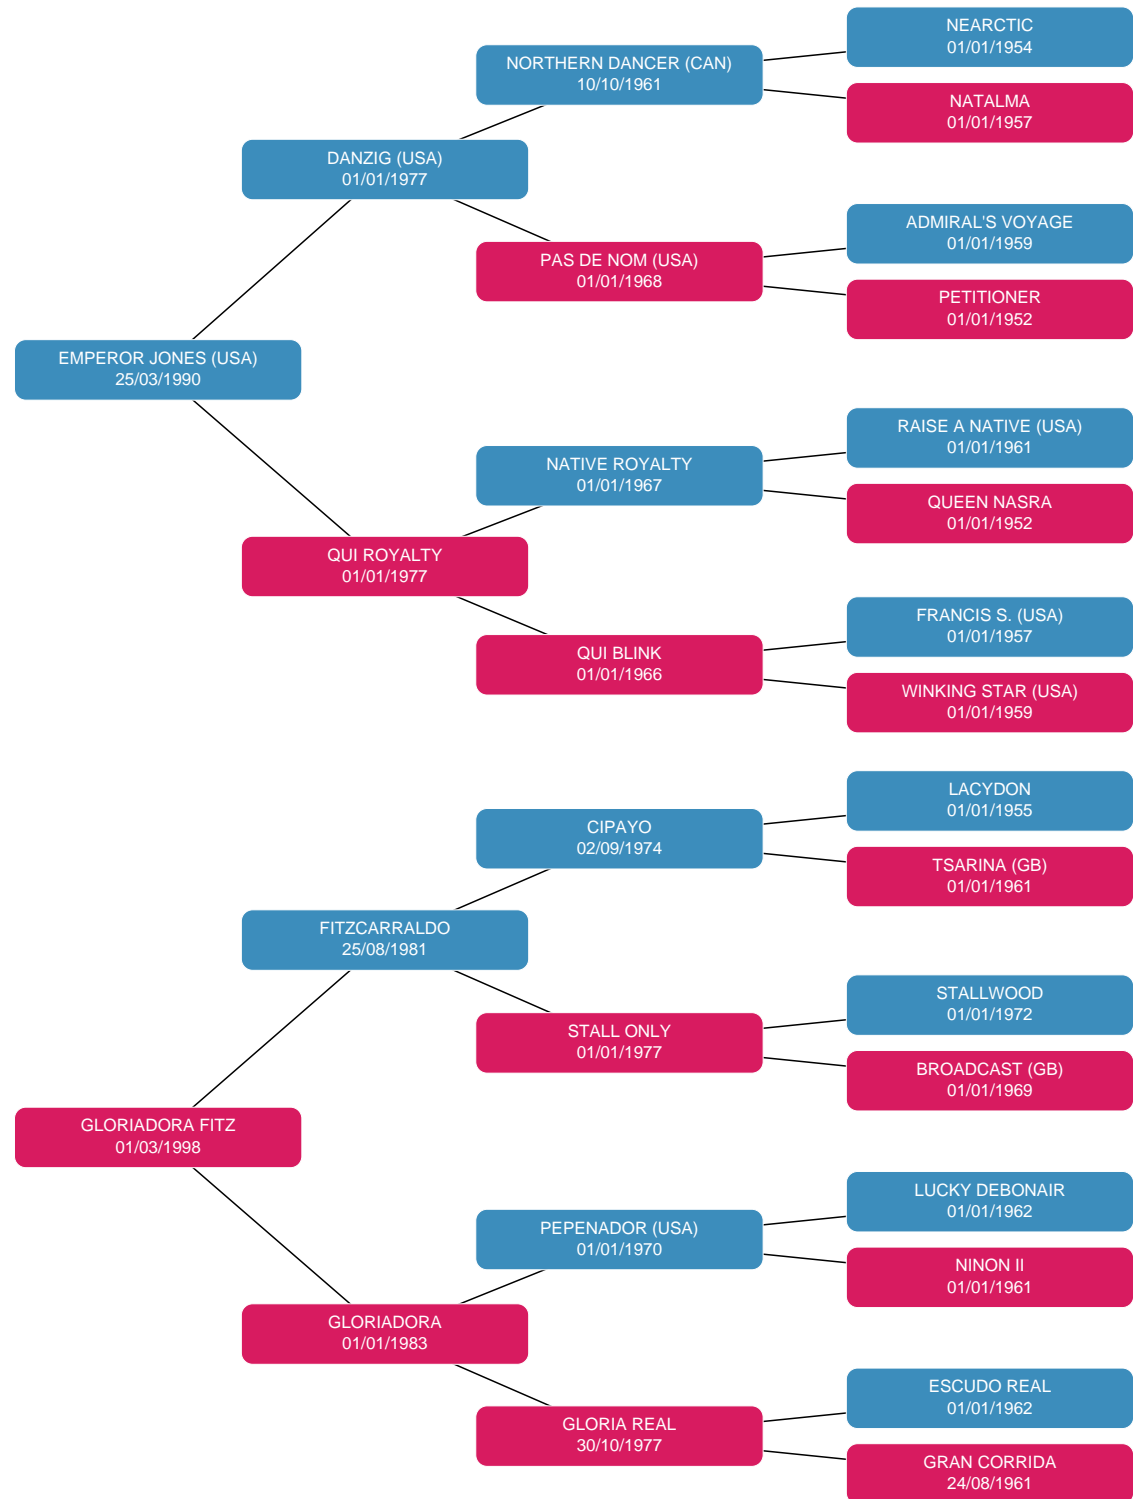 NEARCTIC
01/01/1954
NORTHERN DANCER (CAN)
10/10/1961
NATALMA
01/01/1957
DANZIG (USA)
01/01/1977
ADMIRAL'S VOYAGE
01/01/1959
PAS DE NOM (USA)
01/01/1968
PETITIONER
01/01/1952
EMPEROR JONES (USA)
25/03/1990
RAISE A NATIVE (USA)
01/01/1961
NATIVE ROYALTY
01/01/1967
QUEEN NASRA
01/01/1952
QUI ROYALTY
01/01/1977
FRANCIS S. (USA)
01/01/1957
QUI BLINK
01/01/1966
WINKING STAR (USA)
01/01/1959
LACYDON
01/01/1955
CIPAYO
02/09/1974
TSARINA (GB)
01/01/1961
FITZCARRALDO
25/08/1981
STALLWOOD
01/01/1972
STALL ONLY
01/01/1977
BROADCAST (GB)
01/01/1969
GLORIADORA FITZ
01/03/1998
LUCKY DEBONAIR
01/01/1962
PEPENADOR (USA)
01/01/1970
NINON II
01/01/1961
GLORIADORA
01/01/1983
ESCUDO REAL
01/01/1962
GLORIA REAL
30/10/1977
GRAN CORRIDA
24/08/1961